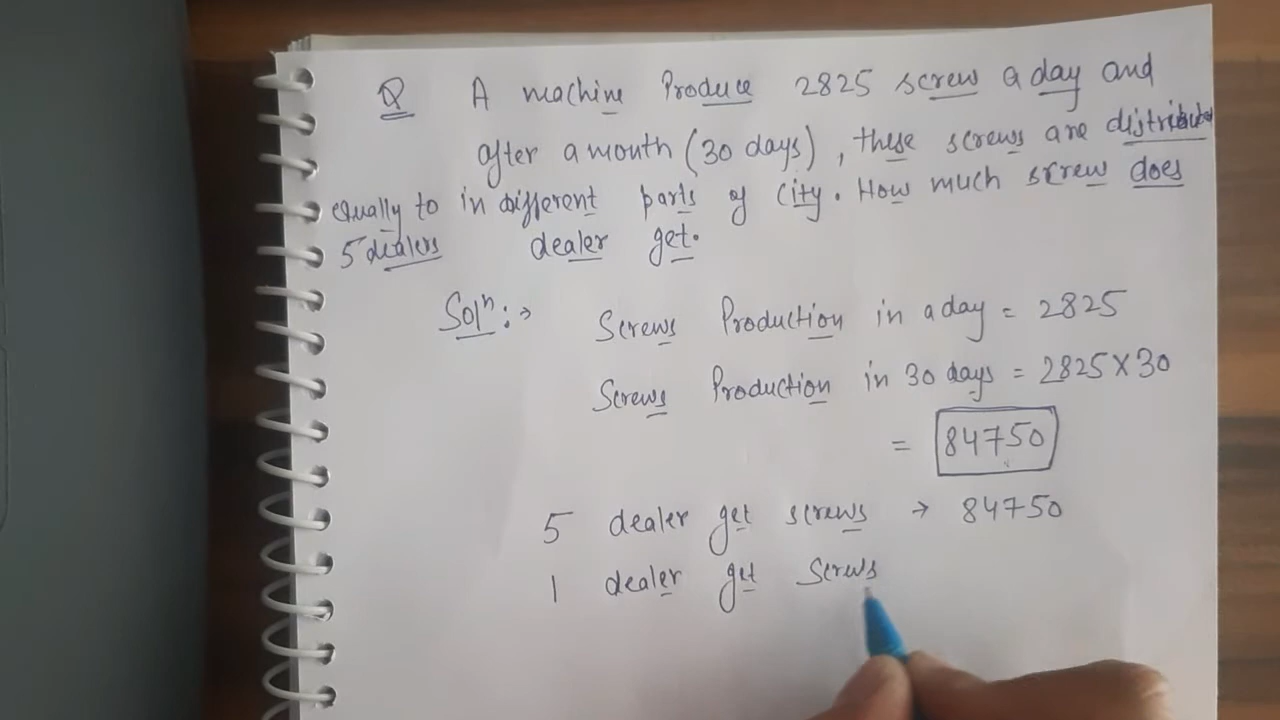 Q A machine Produce 2825 screw a day and
after a month (30 days), these screws are distributed
equally to in different parts of city. How much screw does
5 dealers dealer get.
Solⁿ:→ Screws Production in a day = 2825
Screws Production in 30 days = 2825×30
= 84750
5 dealer get screws → 84750
1 dealer get Screws